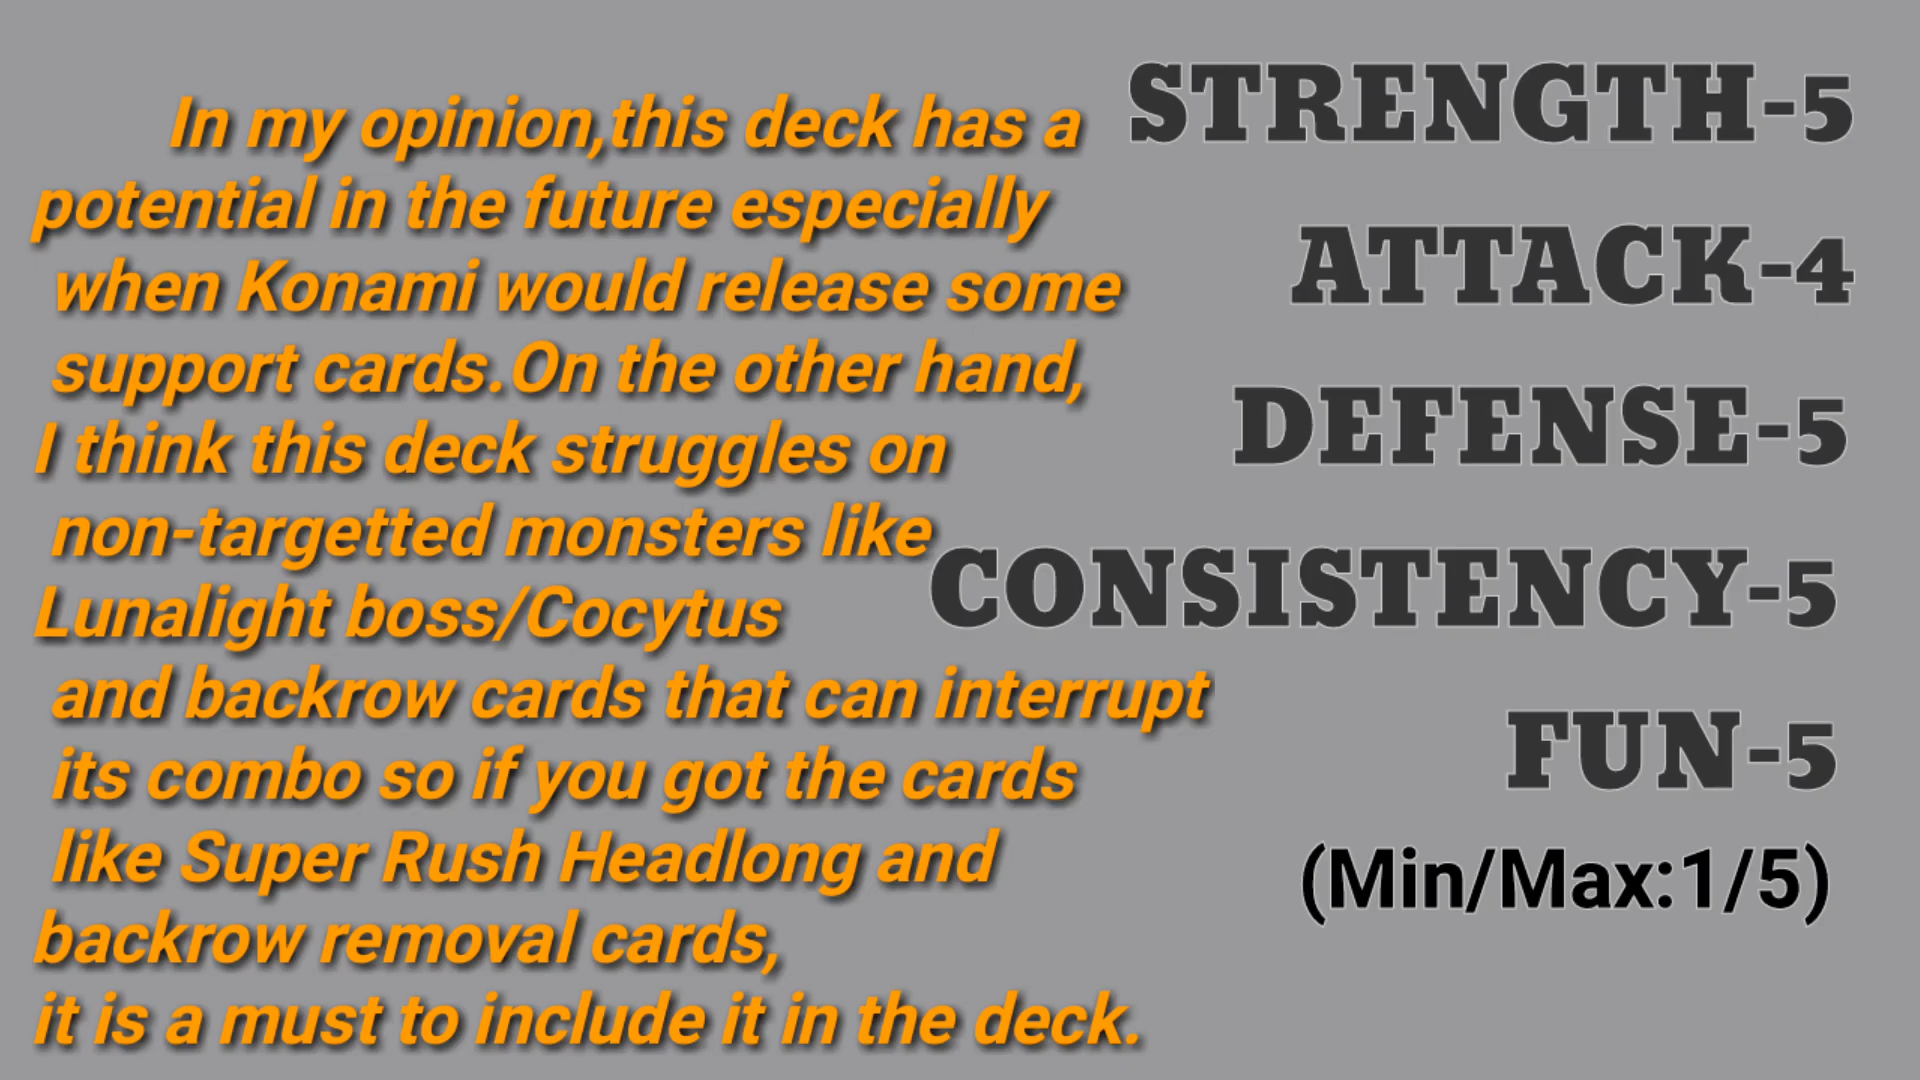 In my opinion,this deck has a
potential in the future especially
when Konami would release some
support cards.On the other hand,
I think this deck struggles on
non-targetted monsters like
Lunalight boss/Cocytus
and backrow cards that can interrupt
its combo so if you got the cards
like Super Rush Headlong and
backrow removal cards,
it is a must to include it in the deck.
STRENGTH-5
ATTACK-4
DEFENSE-5
CONSISTENCY-5
FUN-5
(Min/Max:1/5)